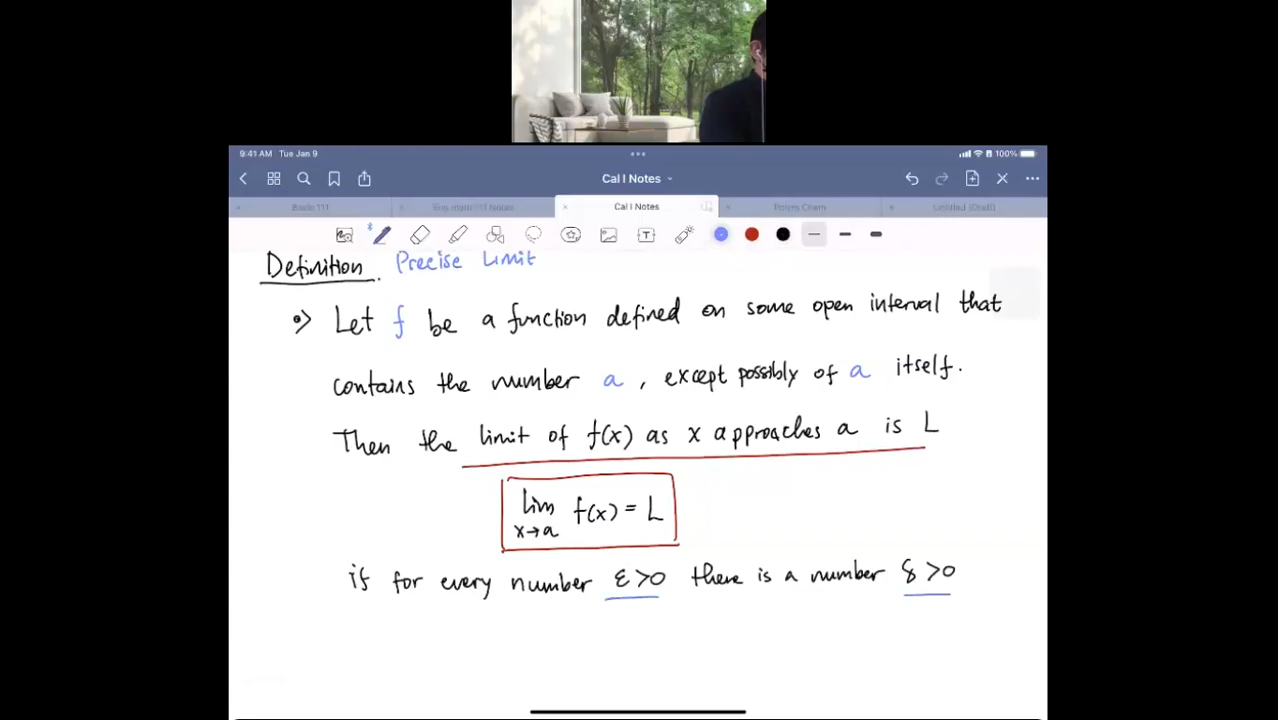 9:41 AM Tue Jan 9
100%
Cal I Notes
Cal I Notes
Definition. Precise Limit
Let f be a function defined on some open interval that
contains the number a, except possibly of a itself.
Then the limit of f(x) as x approaches a is L
lim f(x) = L
x→a
if for every number ε>0 there is a number δ>0